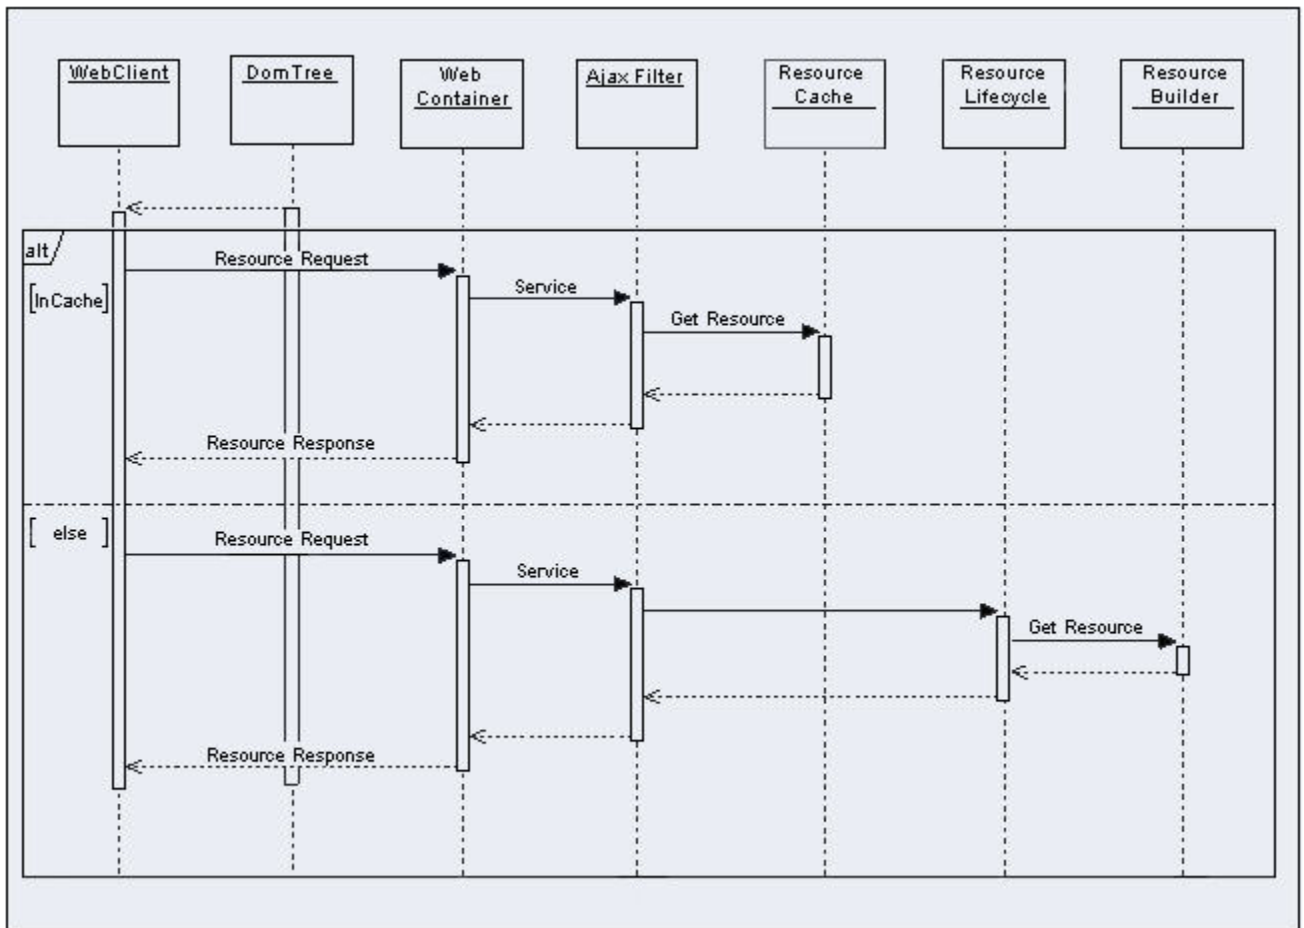 WebClient
DomTree
Web
Container
Ajax Filter
Resource
Cache
Resource
Lifecycle
Resource
Builder
alt
Resource Request
[InCache]
Service
Get Resource
Resource Response
[ else ]
Resource Request
Service
Get Resource
Resource Response